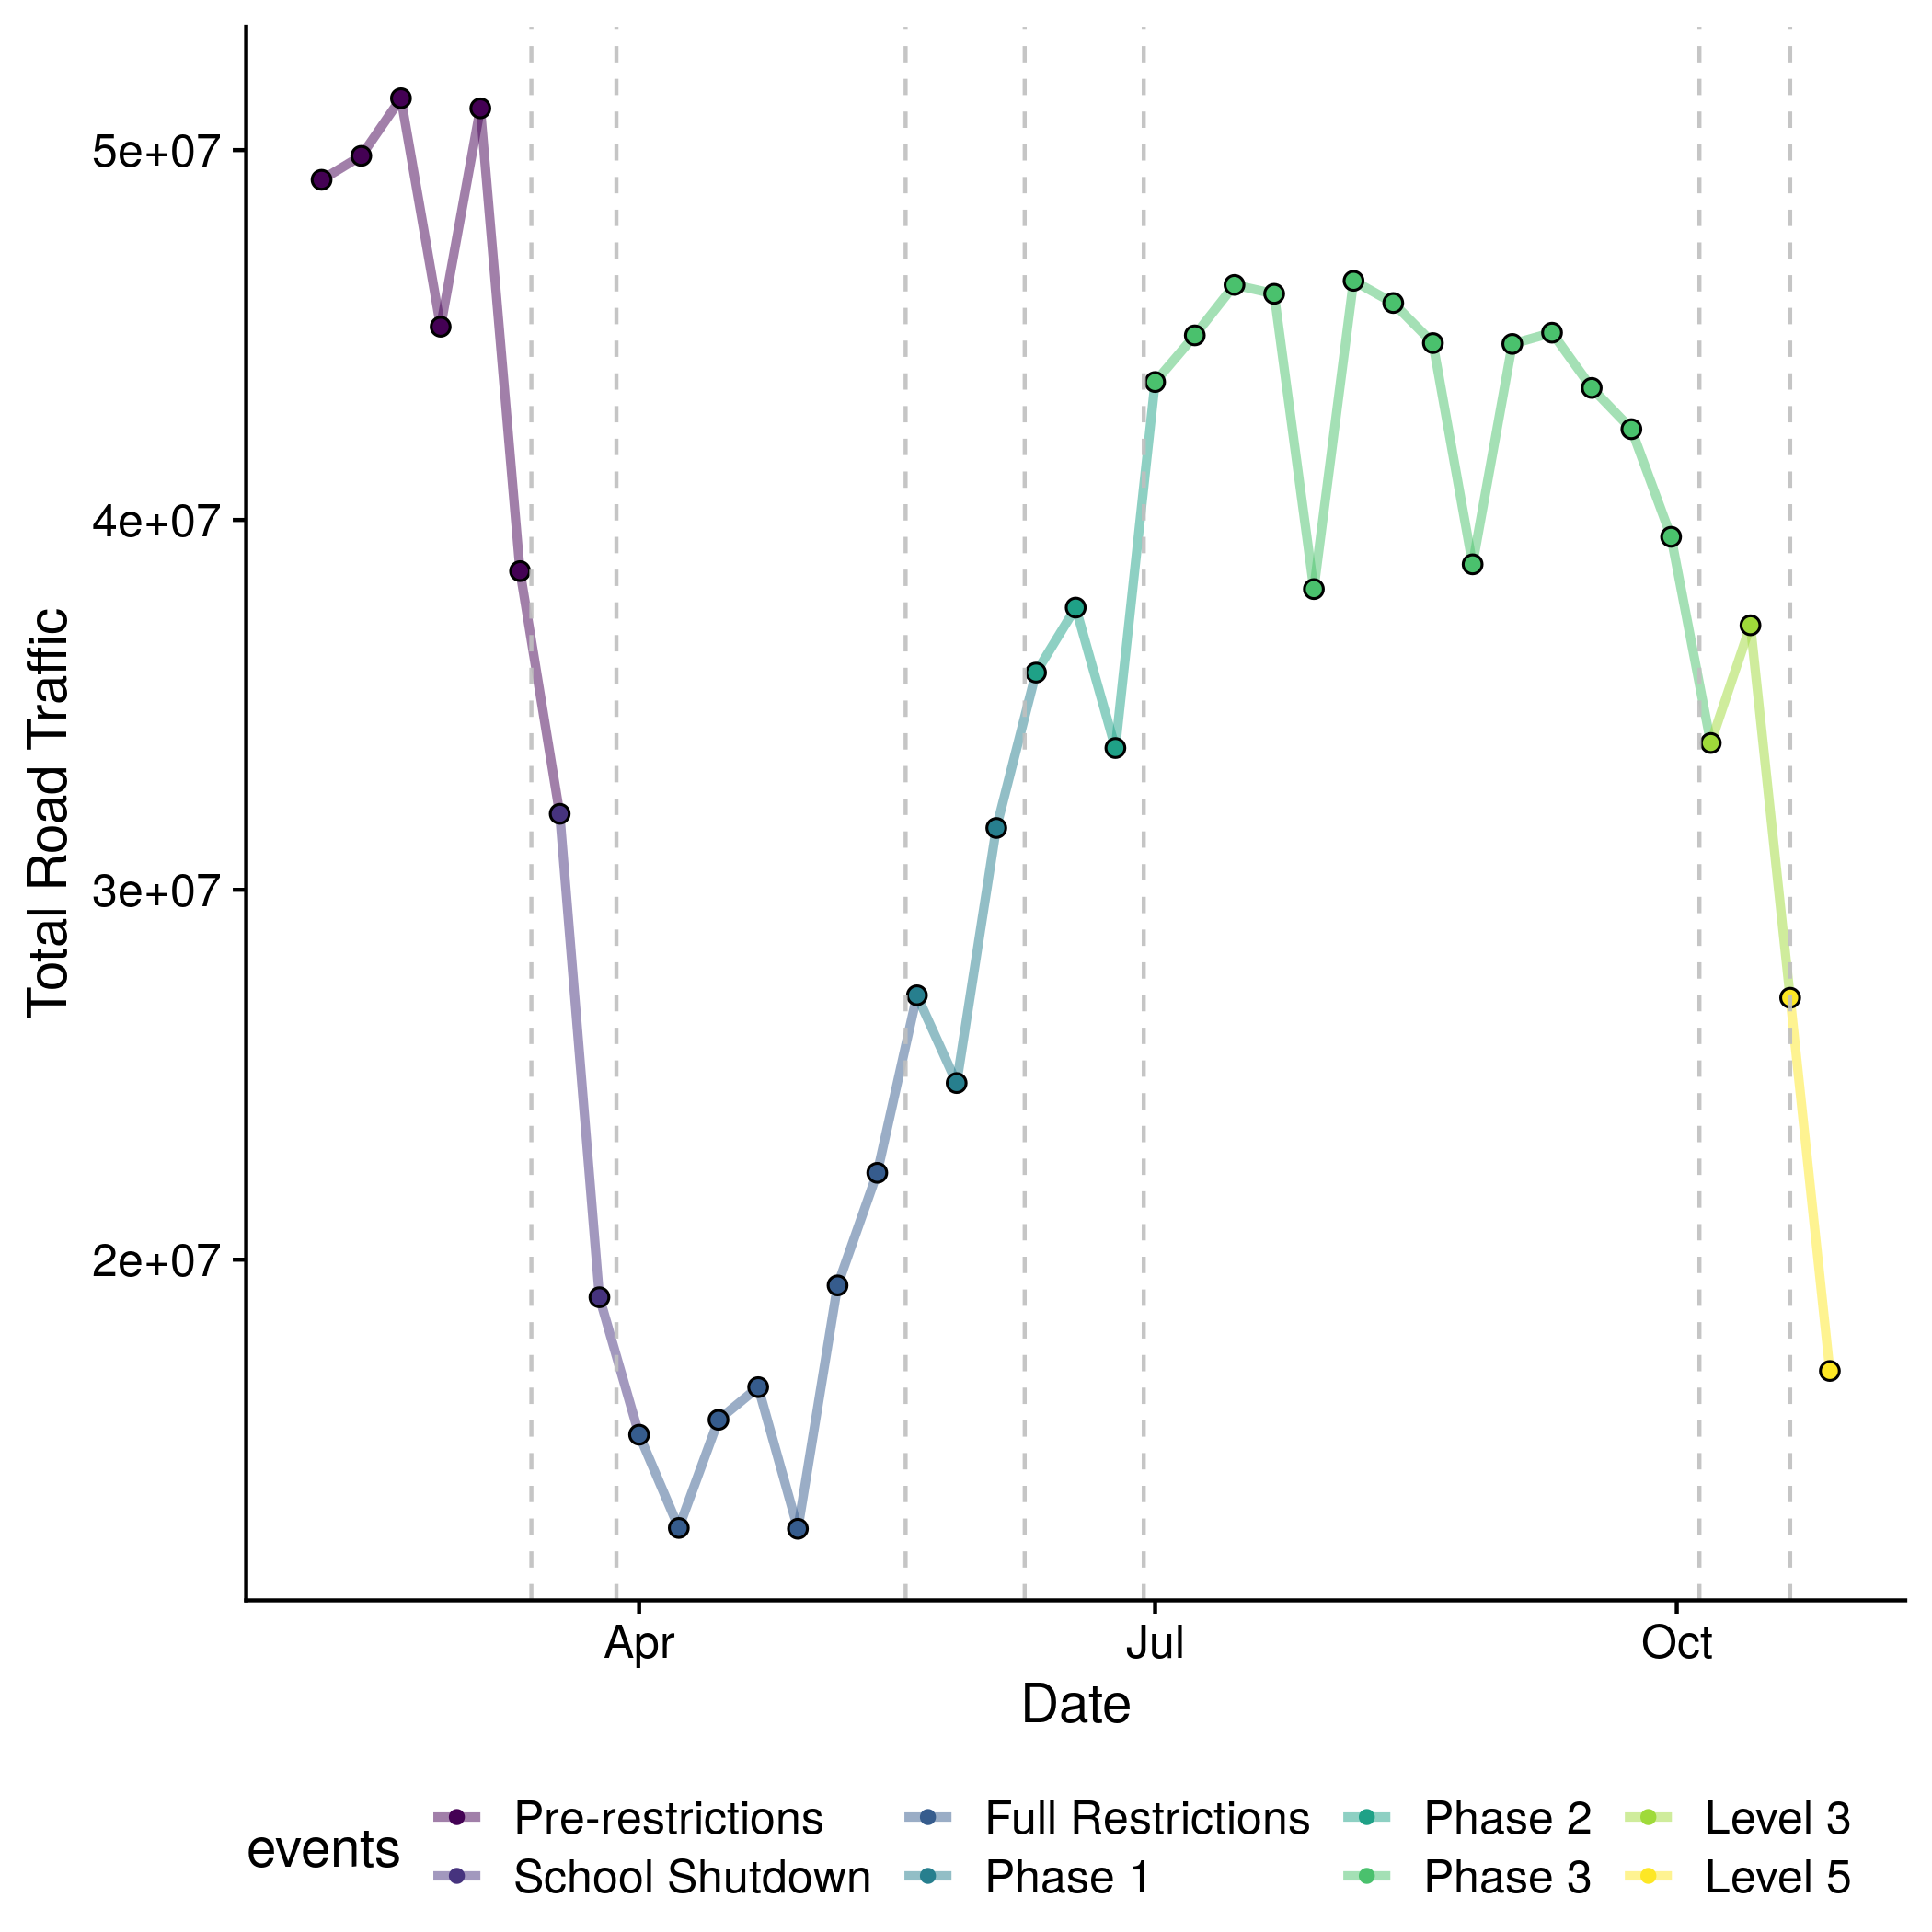 5e+07
4e+07
3e+07
2e+07
Total Road Traffic
Apr Jul Oct
Date
events
Pre-restrictions Full Restrictions Phase 2 Level 3
School Shutdown Phase 1 Phase 3 Level 5